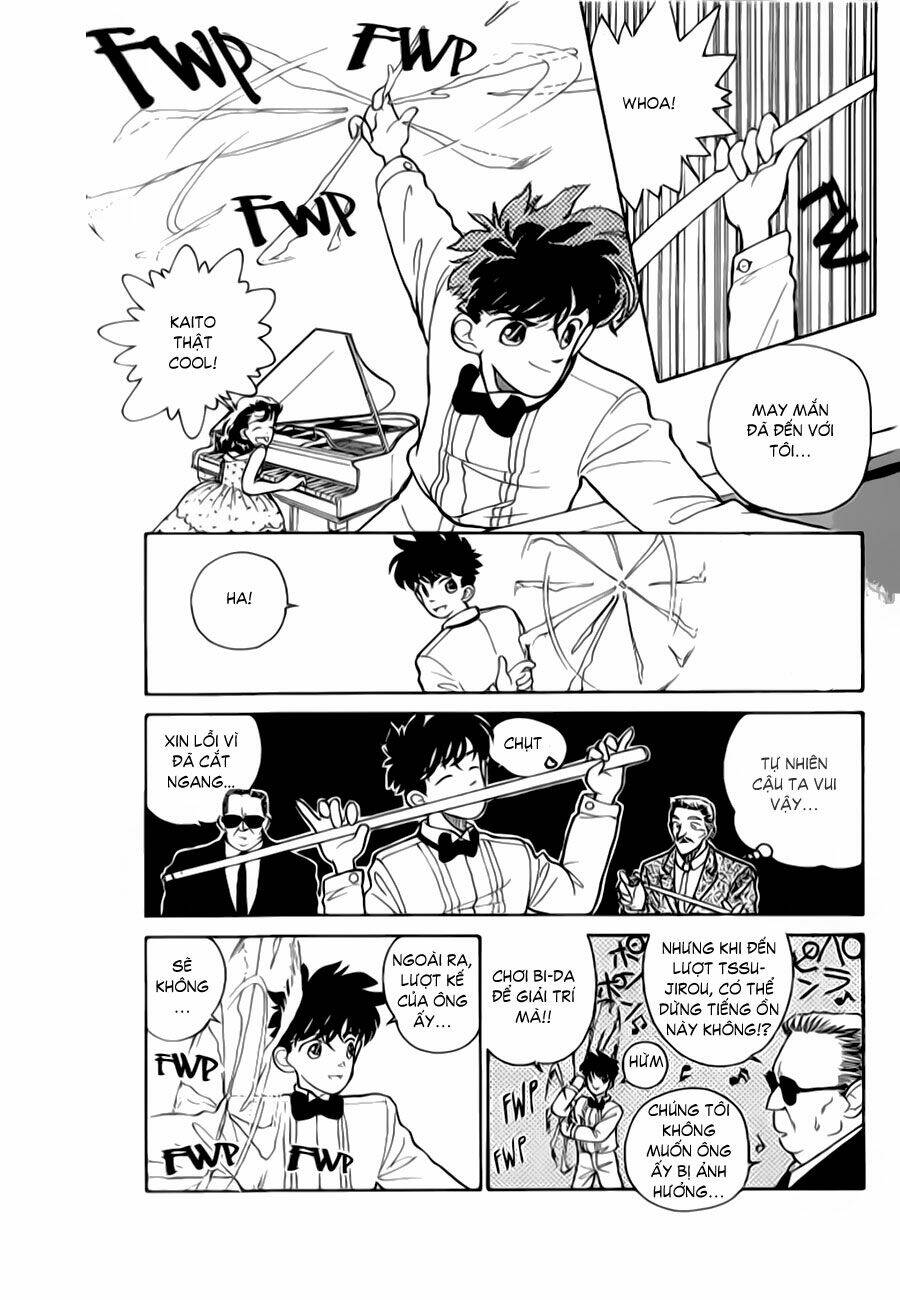 WHOA!
FWP
MAY MẮN
ĐÃ ĐẾN VỚI
TÔI...
FWP
FWP
FWP
KAITO
THẬT
COOL!
HA!
TỰ NHIÊN
CẬU TA VUI
VẬY...
CHỤT
XIN LỖI VÌ
ĐÃ CẮT
NGANG...
NHƯNG KHI ĐẾN
LƯỢT TSSU-
JIROU, CÓ THỂ
DỪNG TIẾNG ỒN
NÀY KHÔNG!?
CHÚNG TÔI
KHÔNG
MUỐN ÔNG
ẤY BỊ ẢNH
HƯỞNG...
CHƠI BI-DA
ĐỂ GIẢI TRÍ
MÀ!!
HỪM
FWP
FWP
NGOÀI RA,
LƯỢT KẾ
CỦA ÔNG
ẤY...
SẼ
KHÔNG
...
FWP
FWP
FWP